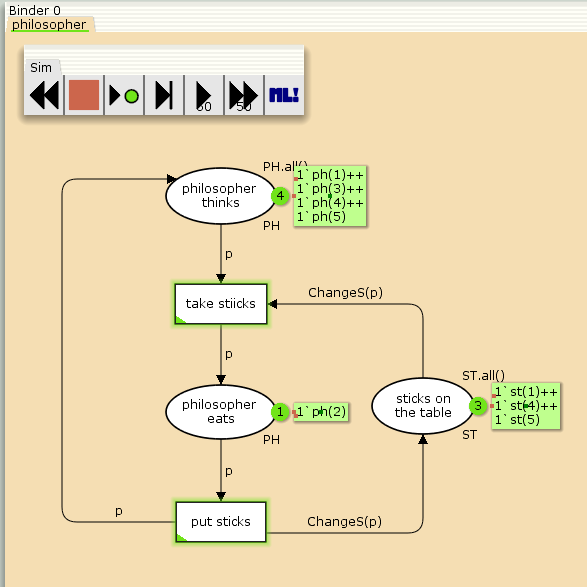 Binder 0
philosopher
Sim
50
50
ML!
PH.all()
philosopher
thinks
4
1`ph(1)++
1`ph(3)++
1`ph(4)++
1`ph(5)
PH
p
take stiicks
ChangeS(p)
p
ST.all()
philosopher
eats
1
1`ph(2)
PH
sticks on
the table
3
1`st(1)++
1`st(4)++
1`st(5)
ST
p
p
put sticks
ChangeS(p)